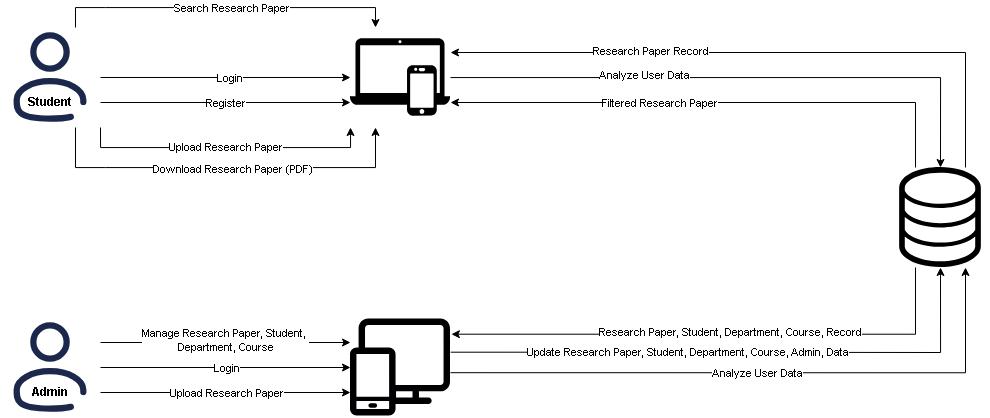 Search Research Paper
Research Paper Record
Login
Analyze User Data
Student
Register
Filtered Research Paper
Upload Research Paper
Download Research Paper (PDF)
Manage Research Paper, Student,
Department, Course
Research Paper, Student, Department, Course, Record
Update Research Paper, Student, Department, Course, Admin, Data
Login
Analyze User Data
Admin
Upload Research Paper